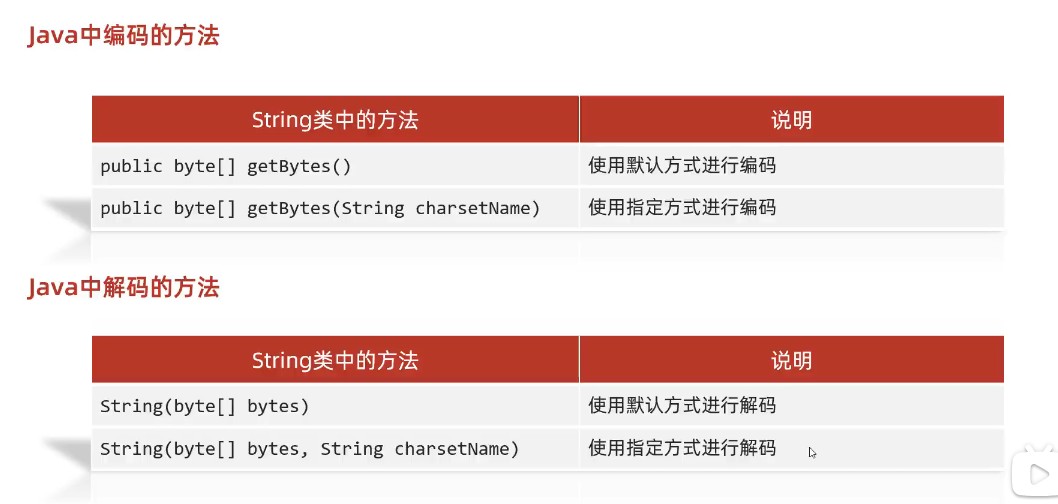 Java中编码的方法
String类中的方法 说明
public byte[] getBytes() 使用默认方式进行编码
public byte[] getBytes(String charsetName) 使用指定方式进行编码
Java中解码的方法
String类中的方法 说明
String(byte[] bytes) 使用默认方式进行解码
String(byte[] bytes, String charsetName) 使用指定方式进行解码